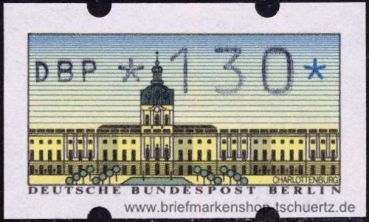 DBP *130*
CHARLOTTENBURG
DEUTSCHE BUNDESPOST BERLIN
www.briefmarkenshop-tschuertz.de